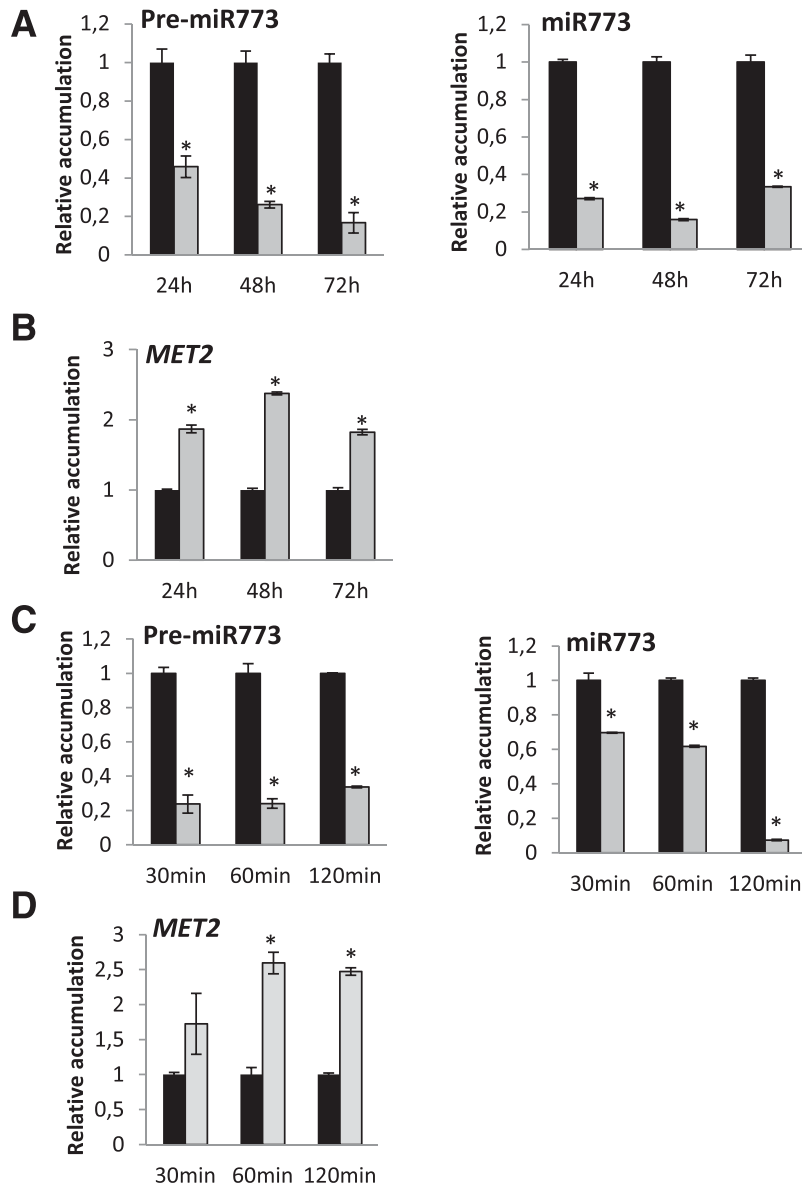 A
Pre-miR773
Relative accumulation
1,2
1
0,8
0,6
0,4
0,2
0
*
*
*
24h 48h 72h
miR773
Relative accumulation
1,2
1
0,8
0,6
0,4
0,2
0
*
*
*
24h 48h 72h
B
MET2
Relative accumulation
3
2
1
0
*
*
*
24h 48h 72h
C
Pre-miR773
Relative accumulation
1,2
1
0,8
0,6
0,4
0,2
0
*
*
*
30min 60min 120min
miR773
Relative accumulation
1,2
1
0,8
0,6
0,4
0,2
0
*
*
*
30min 60min 120min
D
MET2
Relative accumulation
3
2,5
2
1,5
1
0,5
0
*
*
30min 60min 120min